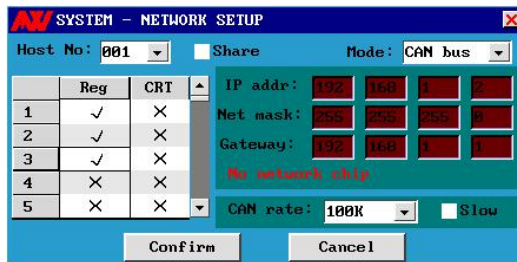 SYSTEM - NETWORK SETUP
Host No: 001 Share Mode: CAN bus
Reg CRT
1
2
3
4
5
IP addr: 192 168 1 2
Net mask: 255 255 255 0
Gateway: 192 168 1 1
No network chip
CAN rate: 100K Slow
Confirm Cancel